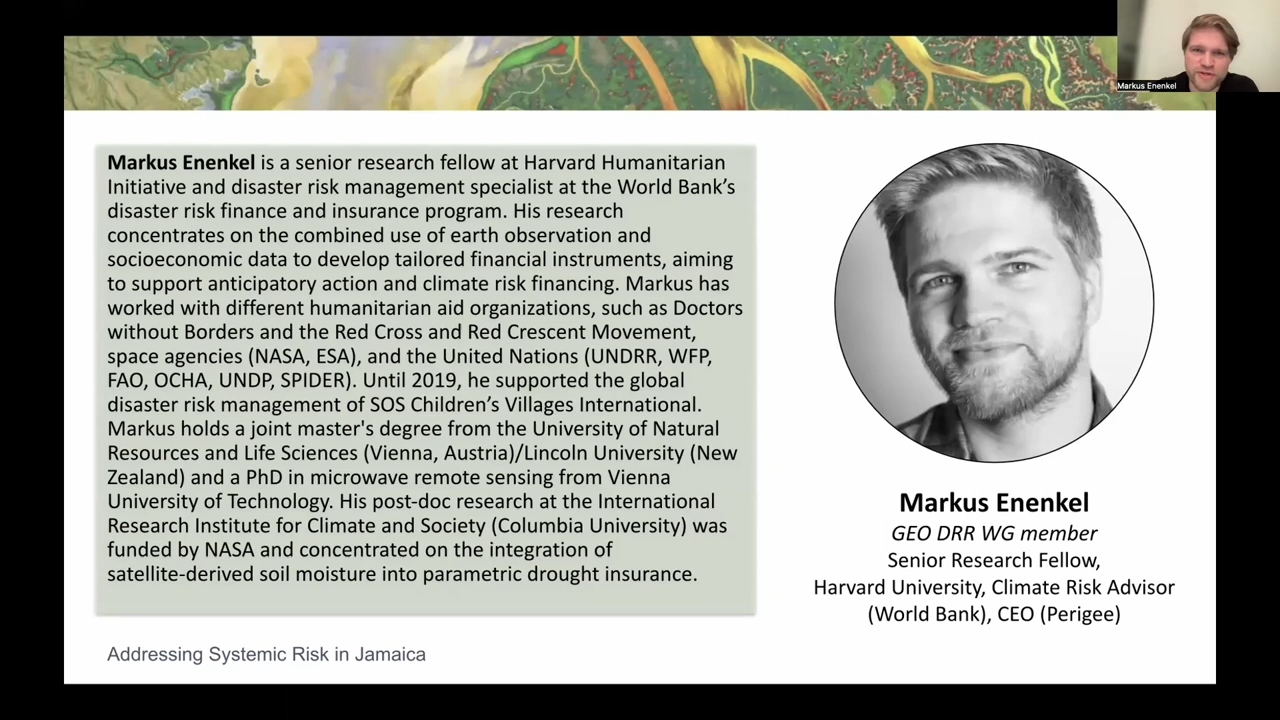 Markus Enenkel
Markus Enenkel is a senior research fellow at Harvard Humanitarian
Initiative and disaster risk management specialist at the World Bank’s
disaster risk finance and insurance program. His research
concentrates on the combined use of earth observation and
socioeconomic data to develop tailored financial instruments, aiming
to support anticipatory action and climate risk financing. Markus has
worked with different humanitarian aid organizations, such as Doctors
without Borders and the Red Cross and Red Crescent Movement,
space agencies (NASA, ESA), and the United Nations (UNDRR, WFP,
FAO, OCHA, UNDP, SPIDER). Until 2019, he supported the global
disaster risk management of SOS Children’s Villages International.
Markus holds a joint master's degree from the University of Natural
Resources and Life Sciences (Vienna, Austria)/Lincoln University (New
Zealand) and a PhD in microwave remote sensing from Vienna
University of Technology. His post-doc research at the International
Research Institute for Climate and Society (Columbia University) was
funded by NASA and concentrated on the integration of
satellite-derived soil moisture into parametric drought insurance.
Markus Enenkel
GEO DRR WG member
Senior Research Fellow,
Harvard University, Climate Risk Advisor
(World Bank), CEO (Perigee)
Addressing Systemic Risk in Jamaica